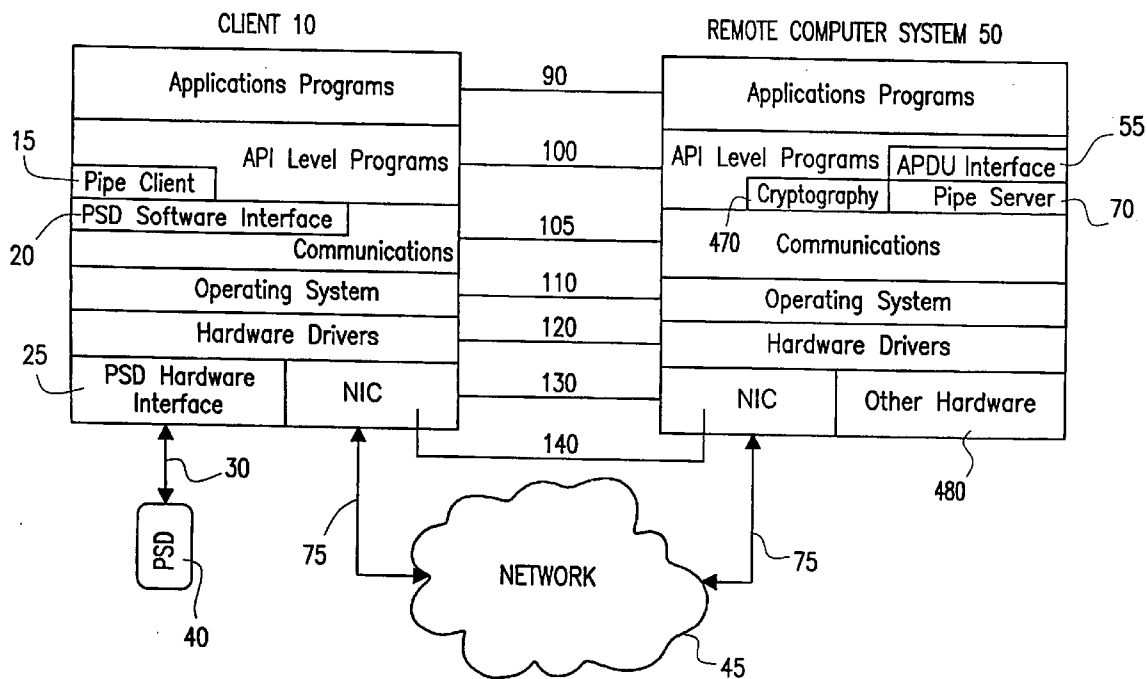 CLIENT 10
REMOTE COMPUTER SYSTEM 50
Applications Programs
90
Applications Programs
15
API Level Programs
100
API Level Programs
55
APDU Interface
Pipe Client
Cryptography
Pipe Server
70
PSD Software Interface
20
105
470
Communications
Communications
Operating System
110
Operating System
Hardware Drivers
120
Hardware Drivers
25
PSD Hardware
Interface
NIC
130
NIC
Other Hardware
140
30
480
PSD
40
75
NETWORK
75
45